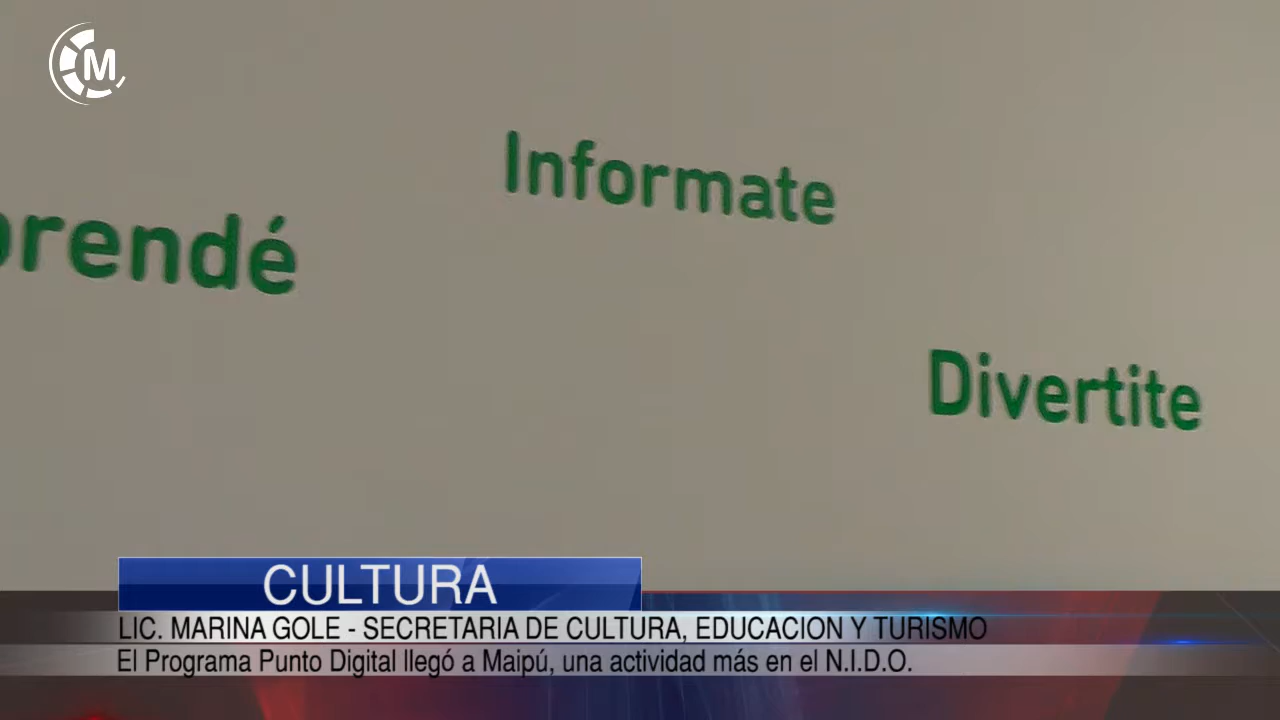 M
Informate
Divertite
CULTURA
LIC. MARINA GOLE - SECRETARIA DE CULTURA, EDUCACION Y TURISMO
El Programa Punto Digital llegó a Maipú, una actividad más en el N.I.D.O.